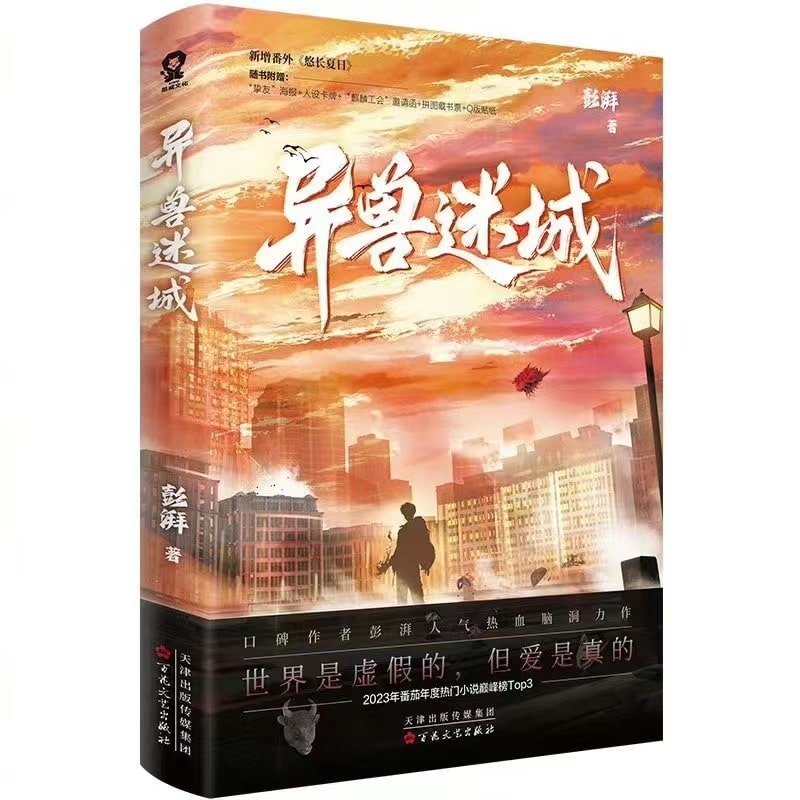 异兽迷城
彭湃 著
天津出版传媒集团
百花文艺出版社
新增番外《悠长夏日》
随书附赠：
“挚友”海报+人设卡牌+“麒麟工会”邀请函+拼图藏书票+Q版贴纸
彭湃 著
异兽迷城
口碑作者彭湃人气热血脑洞力作
世界是虚假的，但爱是真的
2023年番茄年度热门小说巅峰榜Top3
天津出版传媒集团
百花文艺出版社